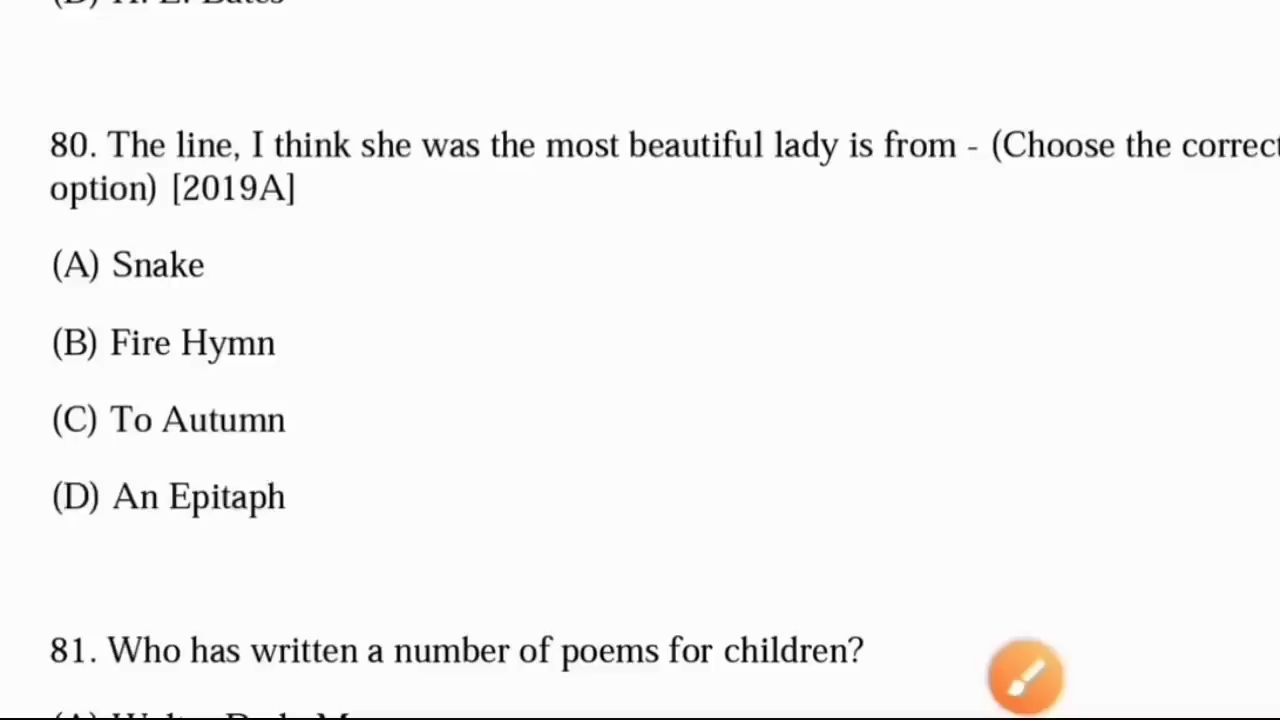 80. The line, I think she was the most beautiful lady is from - (Choose the correct
option) [2019A]
(A) Snake
(B) Fire Hymn
(C) To Autumn
(D) An Epitaph
81. Who has written a number of poems for children?